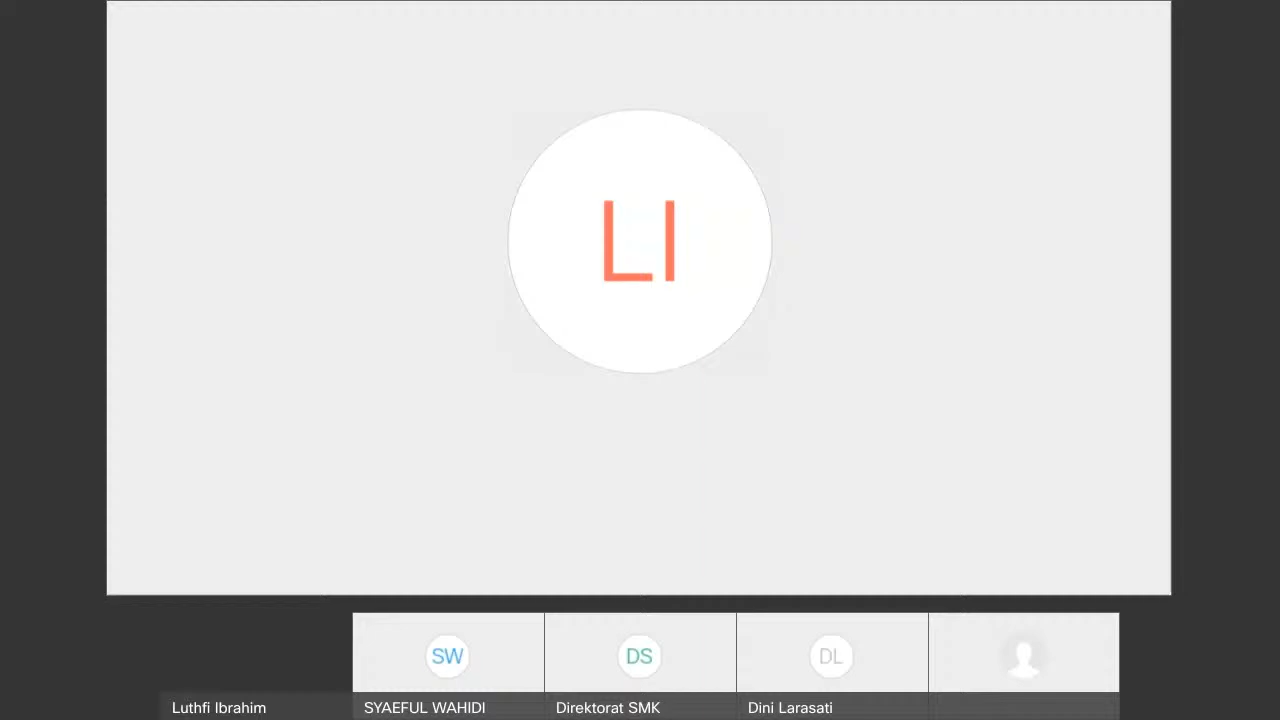 LI
SW
DS
DL
Luthfi Ibrahim
SYAEFUL WAHIDI
Direktorat SMK
Dini Larasati